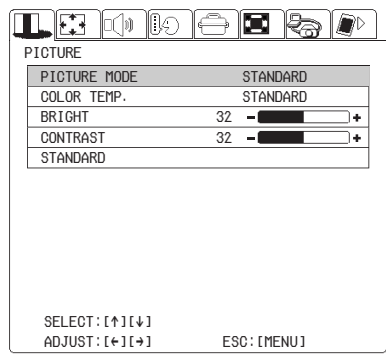 PICTURE
PICTURE MODE STANDARD
COLOR TEMP. STANDARD
BRIGHT 32 - +
CONTRAST 32 - +
STANDARD
SELECT:[↑][↓]
ADJUST:[←][→] ESC:[MENU]